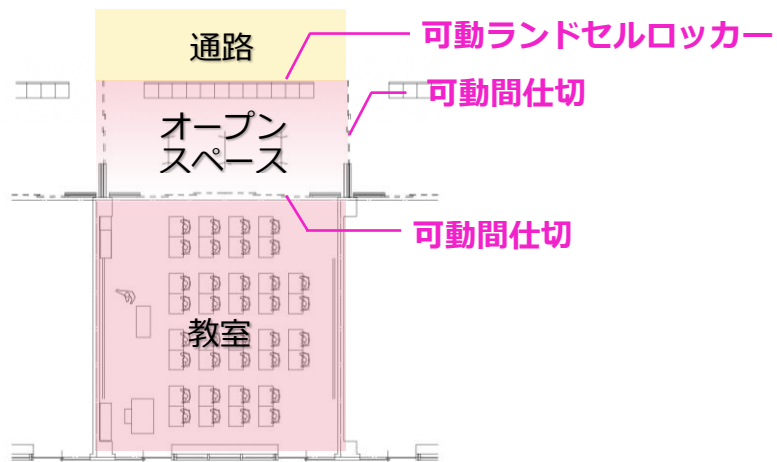 通路
可動ランドセルロッカー
可動間仕切
オープン
スペース
可動間仕切
教室